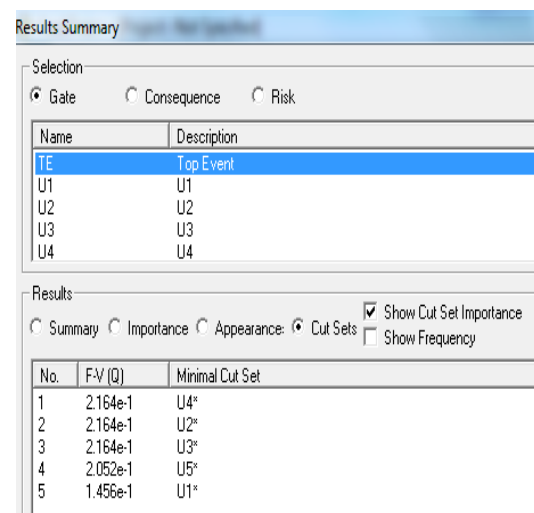 Results Summary
Selection
Gate Consequence Risk
Name Description
TE Top Event
U1 U1
U2 U2
U3 U3
U4 U4
Results
Show Cut Set Importance
Summary Importance Appearance: Cut Sets
Show Frequency
No. F-V (Q) Minimal Cut Set
1 2.164e-1 U4*
2 2.164e-1 U2*
3 2.164e-1 U3*
4 2.052e-1 U5*
5 1.456e-1 U1*